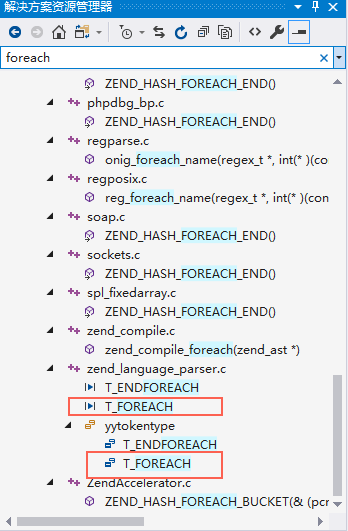 解决方案资源管理器
foreach
ZEND_HASH_FOREACH_END()
phpdbg_bp.c
ZEND_HASH_FOREACH_END()
regparse.c
onig_foreach_name(regex_t *, int(* )(con
regposix.c
reg_foreach_name(regex_t *, int(* )(con
soap.c
ZEND_HASH_FOREACH_END()
sockets.c
ZEND_HASH_FOREACH_END()
spl_fixedarray.c
ZEND_HASH_FOREACH_END()
zend_compile.c
zend_compile_foreach(zend_ast *)
zend_language_parser.c
T_ENDFOREACH
T_FOREACH
yytokentype
T_ENDFOREACH
T_FOREACH
ZendAccelerator.c
ZEND_HASH_FOREACH_BUCKET(& (pcr